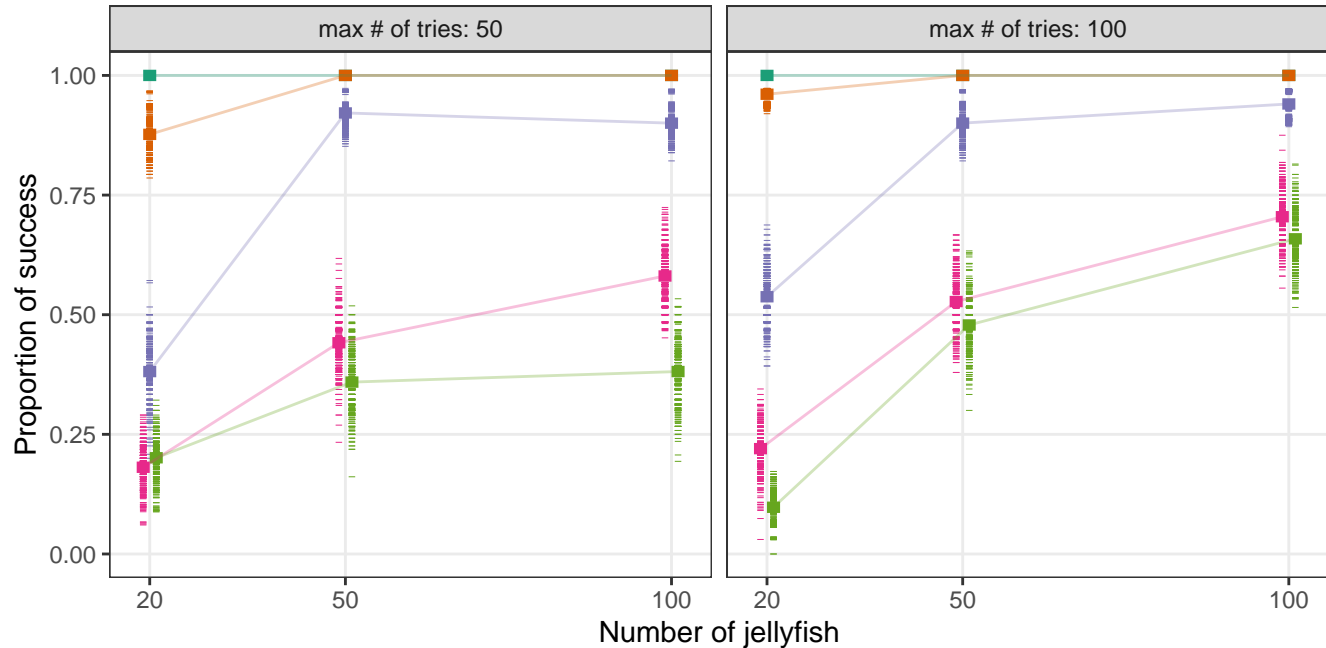 max # of tries: 50
max # of tries: 100
Proportion of success
1.00
0.75
0.50
0.25
0.00
20 50 100
20 50 100
Number of jellyfish